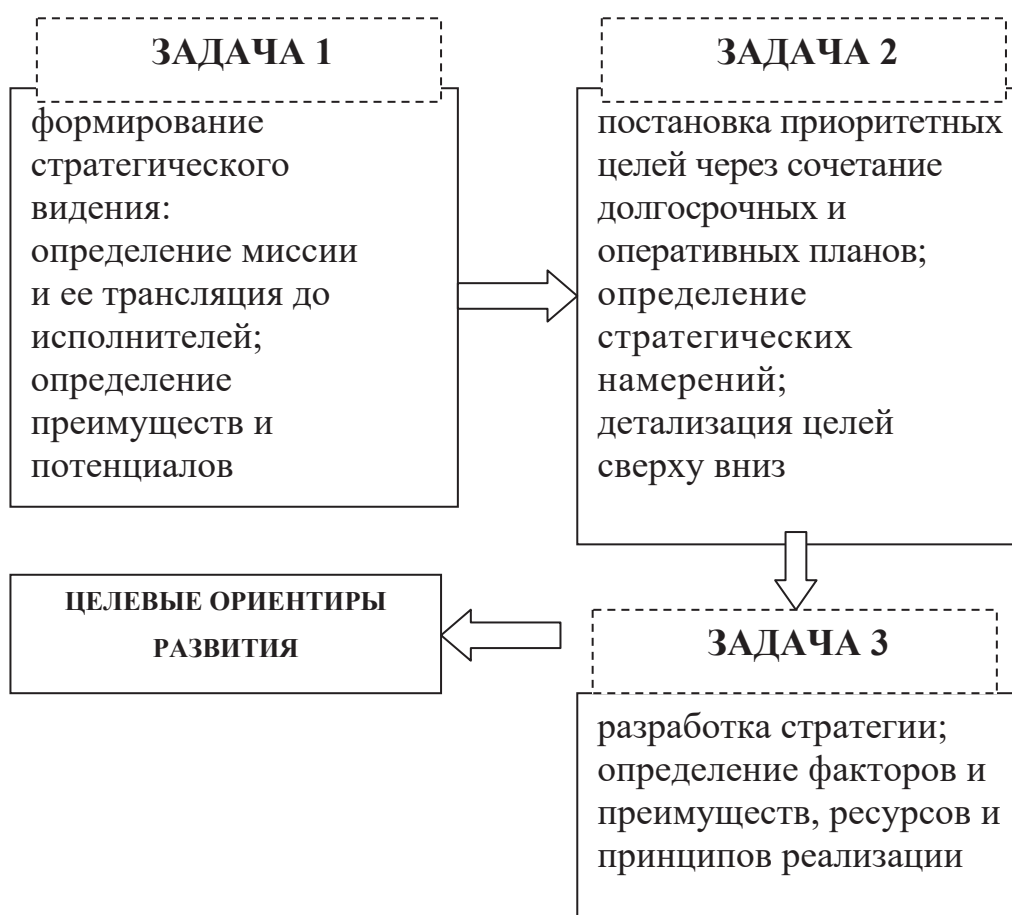 ЗАДАЧА 1
формирование
стратегического
видения:
определение миссии
и ее трансляция до
исполнителей;
определение
преимуществ и
потенциалов
ЗАДАЧА 2
постановка приоритетных
целей через сочетание
долгосрочных и
оперативных планов;
определение
стратегических
намерений;
детализация целей
сверху вниз
ЗАДАЧА 3
разработка стратегии;
определение факторов и
преимуществ, ресурсов и
принципов реализации
ЦЕЛЕВЫЕ ОРИЕНТИРЫ
РАЗВИТИЯ